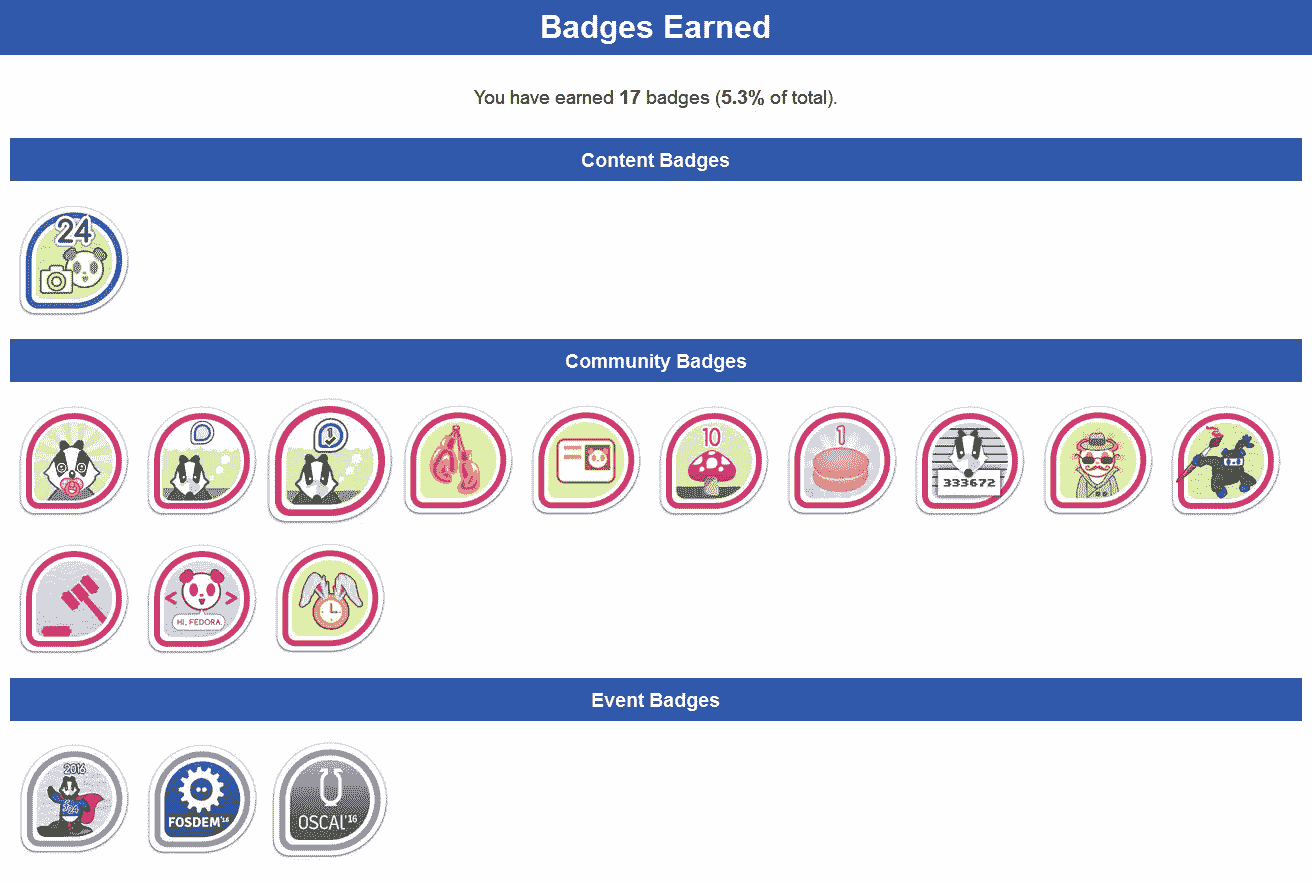 Badges Earned
You have earned 17 badges (5.3% of total).
Content Badges
24
Community Badges
1
10
1
333672
< >
HI, FEDORA.
Event Badges
2016
FOSDEM'16
OSCAL'16